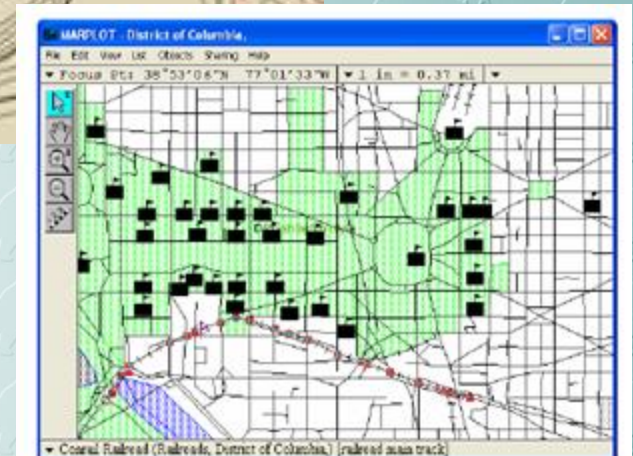 MARPLOT - District of Columbia,
File Edit View List Objects Sharing Help
Focus Pt: 38°53'06"N 77°01'33"W 1 in = 0.37 mi
Conrail Railroad (Railroads, District of Columbia,) [railroad main track]